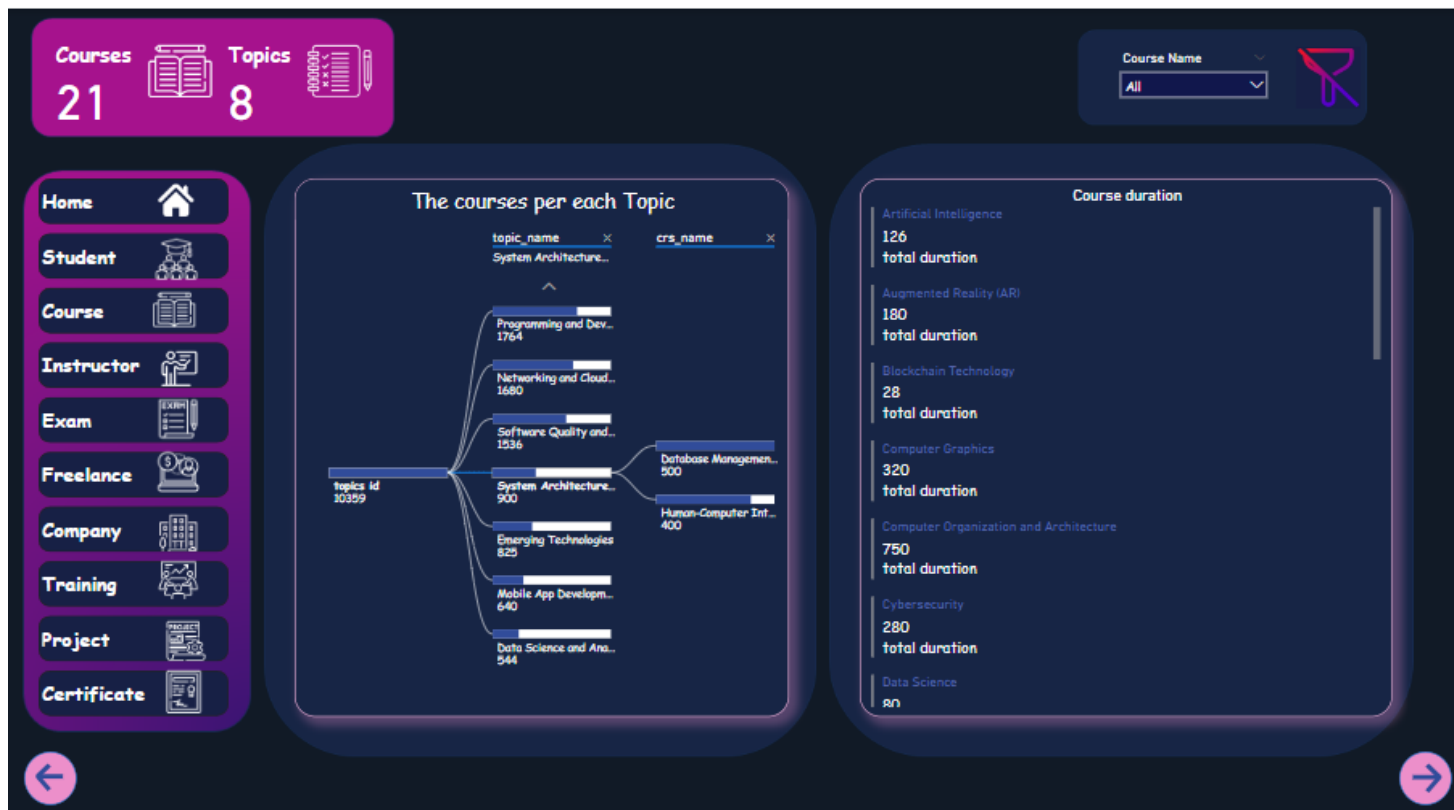 Courses
21
Topics
8
Course Name
All
Home
Student
Course
Instructor
Exam
EXAM
Freelance
Company
Training
Project
PROJECT
Certificate
The courses per each Topic
topic_name
crs_name
System Architecture...
Programming and Dev...
1764
Networking and Cloud...
1680
Software Quality and...
1536
topics id
10359
System Architecture...
900
Emerging Technologies
825
Mobile App Developm...
640
Data Science and Ana...
544
Database Managemen...
500
Human-Computer Int...
400
Course duration
Artificial Intelligence
126
total duration
Augmented Reality (AR)
180
total duration
Blockchain Technology
28
total duration
Computer Graphics
320
total duration
Computer Organization and Architecture
750
total duration
Cybersecurity
280
total duration
Data Science
80